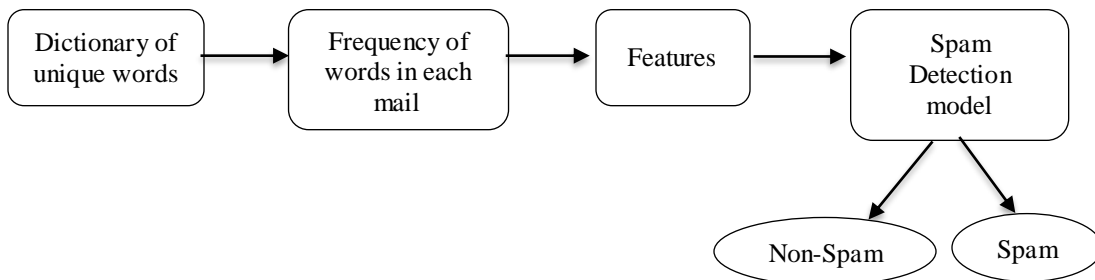 Dictionary of
unique words
Frequency of
words in each
mail
Features
Spam
Detection
model
Non-Spam
Spam